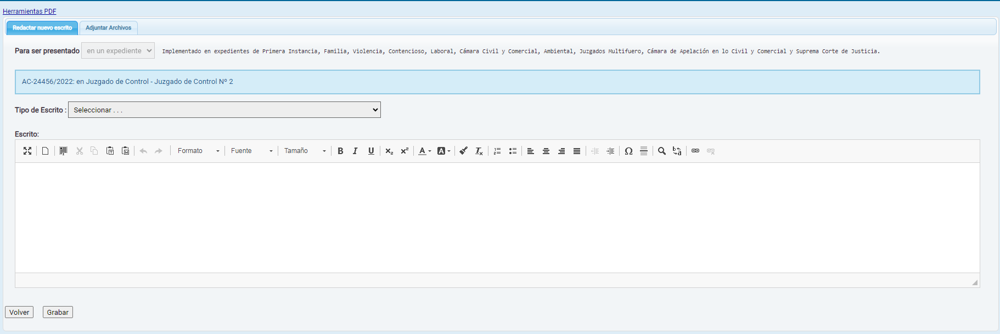 Herramientas PDF
Redactar nuevo escrito
Adjuntar Archivos
Para ser presentado en un expediente Implementado en expedientes de Primera Instancia, Familia, Violencia, Contencioso, Laboral, Cámara Civil y Comercial, Ambiental, Juzgados Multifuero, Cámara de Apelación en lo Civil y Comercial y Suprema Corte de Justicia.
AC-24456/2022: en Juzgado de Control - Juzgado de Control Nº 2
Tipo de Escrito : Seleccionar . . .
Escrito:
Formato Fuente Tamaño
Volver Grabar